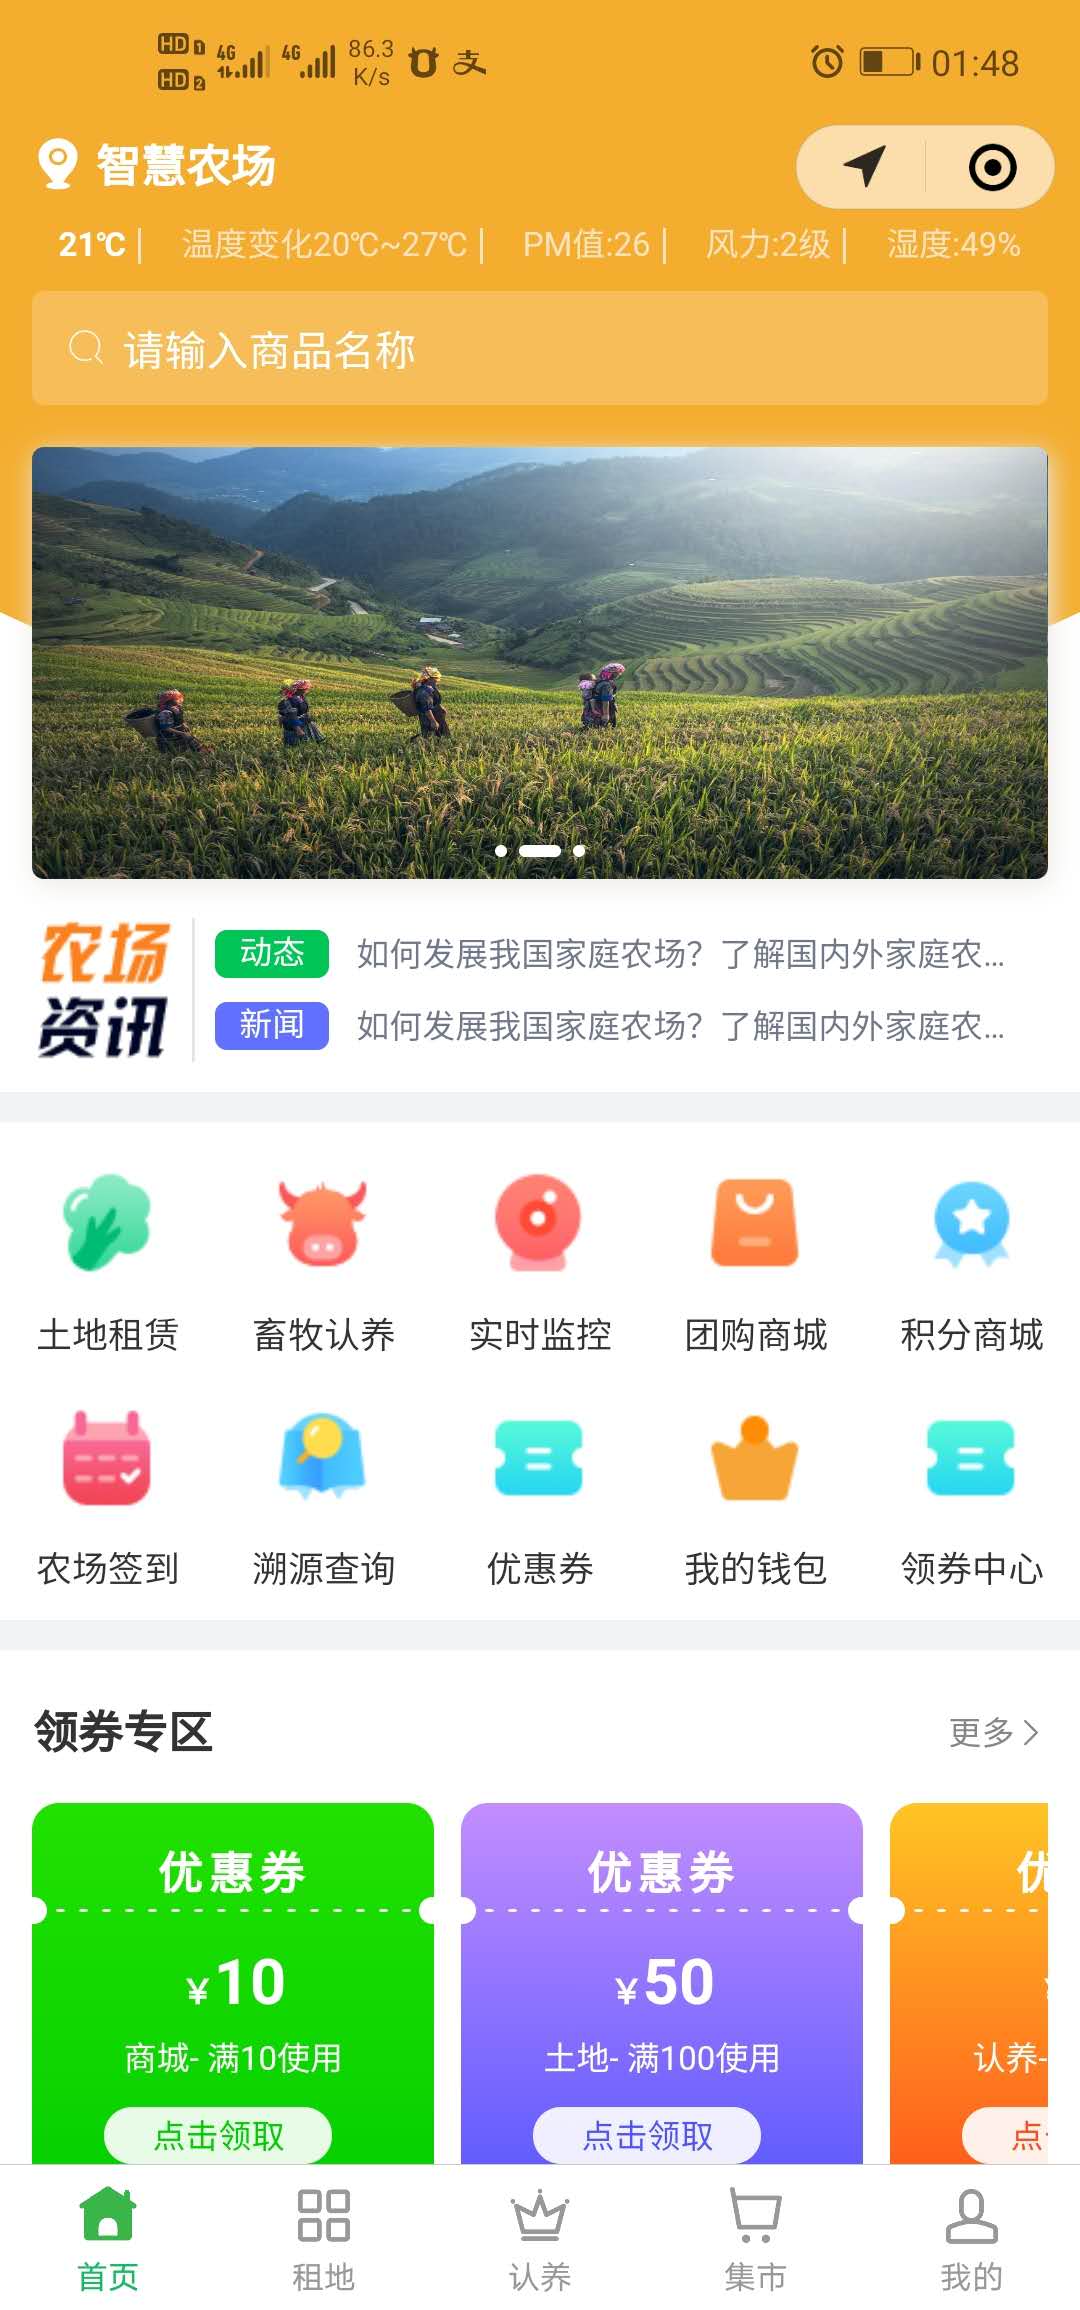 HD 1 4G 4G 86.3 01:48
HD 2 K/s 支
智慧农场
21℃ | 温度变化20℃~27℃ | PM值:26 | 风力:2级 | 湿度:49%
请输入商品名称
农场
资讯
动态 如何发展我国家庭农场？了解国内外家庭农...
新闻 如何发展我国家庭农场？了解国内外家庭农...
土地租赁 畜牧认养 实时监控 团购商城 积分商城
农场签到 溯源查询 优惠券 我的钱包 领券中心
领券专区 更多
优惠券 优惠券 优
¥10 ¥50
商城- 满10使用 土地- 满100使用 认养-
点击领取 点击领取 点
首页 租地 认养 集市 我的